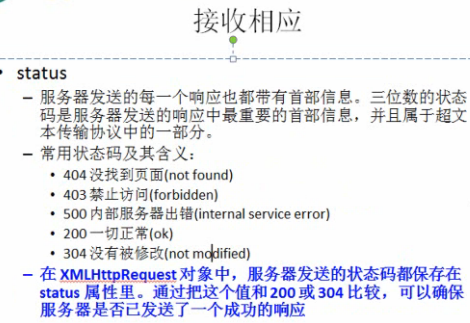 接收相应
• status
– 服务器发送的每一个响应也都带有首部信息。三位数的状态
码是服务器发送的响应中最重要的首部信息，并且属于超文
本传输协议中的一部分。
– 常用状态码及其含义：
• 404 没找到页面(not found)
• 403 禁止访问(forbidden)
• 500 内部服务器出错(internal service error)
• 200 一切正常(ok)
• 304 没有被修改(not modified)
– 在 XMLHttpRequest 对象中，服务器发送的状态码都保存在
status 属性里。通过把这个值和 200 或 304 比较，可以确保
服务器是否已发送了一个成功的响应